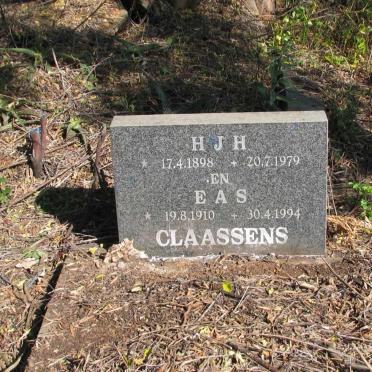 H J H
* 17.4.1898 + 20.7.1979
EN
E A S
* 19.8.1910 + 30.4.1994
CLAASSENS